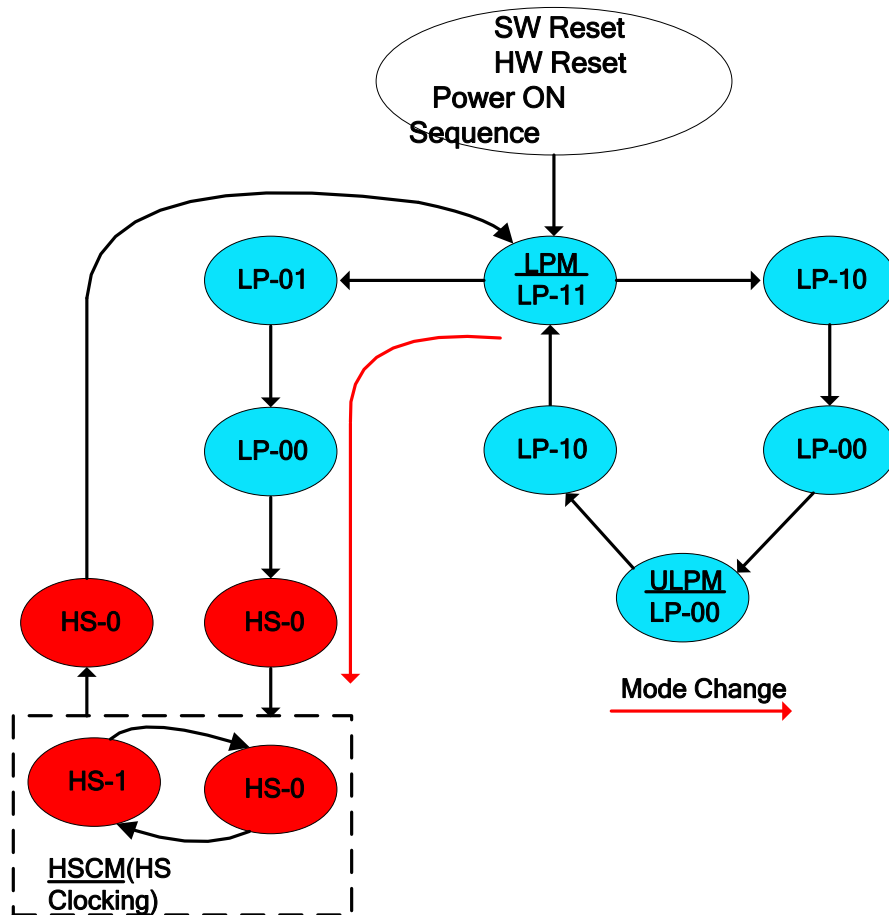 SW Reset
HW Reset
Power ON
Sequence
LP-01
LPM
LP-11
LP-10
LP-00
LP-10
LP-00
ULPM
LP-00
HS-0
HS-0
Mode Change
HS-1
HS-0
HSCM(HS
Clocking)